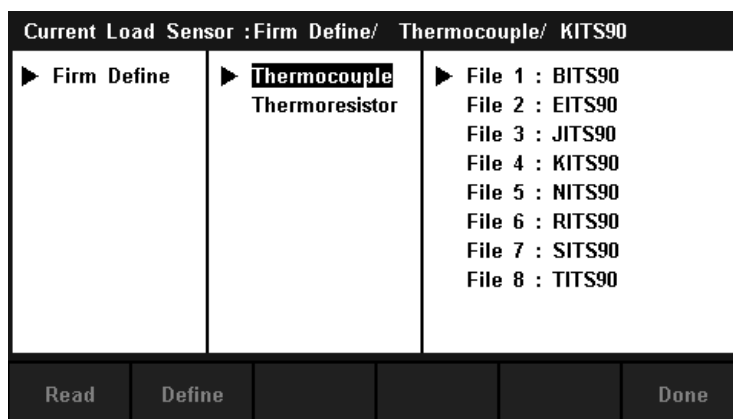 Current Load Sensor :Firm Define/ Thermocouple/ KITS90
Firm Define
Thermocouple
Thermoresistor
File 1 : BITS90
File 2 : EITS90
File 3 : JITS90
File 4 : KITS90
File 5 : NITS90
File 6 : RITS90
File 7 : SITS90
File 8 : TITS90
Read Define Done